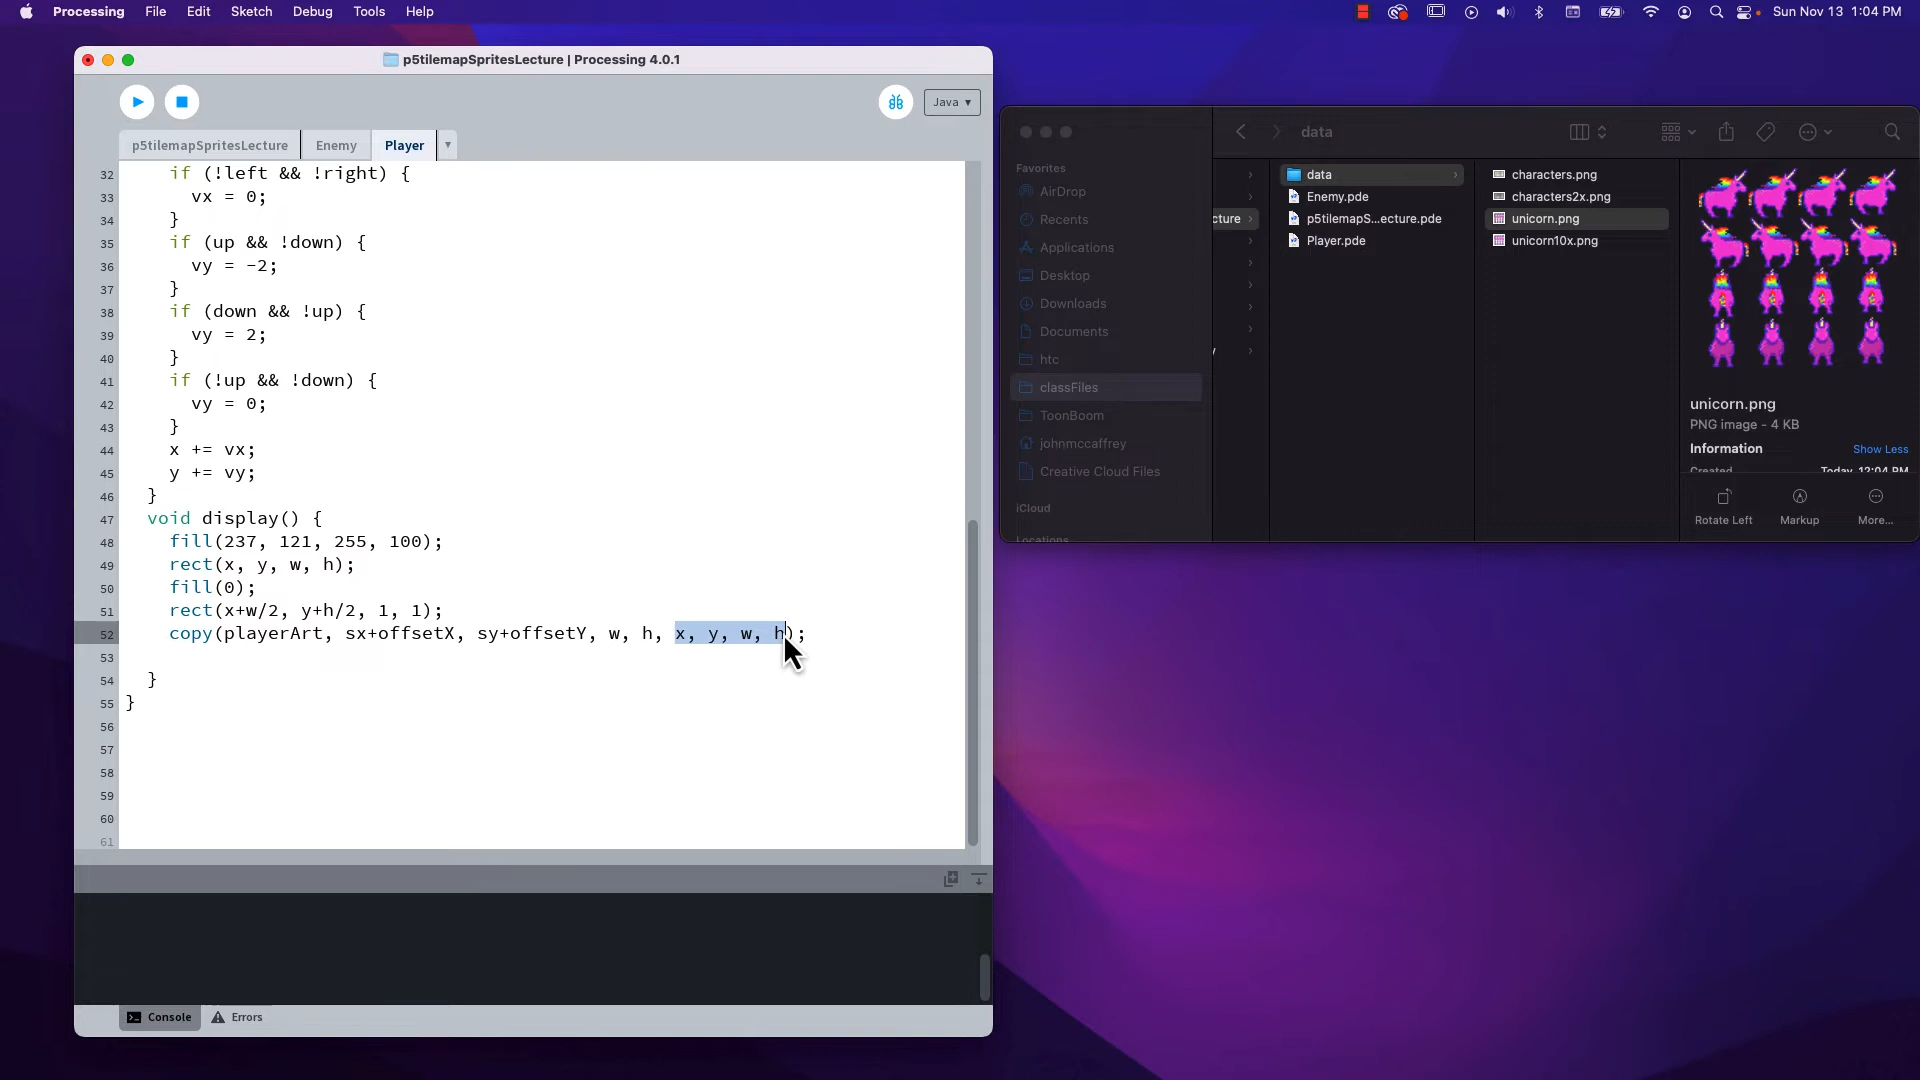 Processing File Edit Sketch Debug Tools Help Sun Nov 13 1:04 PM
p5tilemapSpritesLecture | Processing 4.0.1
Java ▾
p5tilemapSpritesLecture Enemy Player ▾
32 if (!left && !right) {
33 vx = 0;
34 }
35 if (up && !down) {
36 vy = -2;
37 }
38 if (down && !up) {
39 vy = 2;
40 }
41 if (!up && !down) {
42 vy = 0;
43 }
44 x += vx;
45 y += vy;
46 }
47 void display() {
48 fill(237, 121, 255, 100);
49 rect(x, y, w, h);
50 fill(0);
51 rect(x+w/2, y+h/2, 1, 1);
52 copy(playerArt, sx+offsetX, sy+offsetY, w, h, x, y, w, h);
53
54 }
55 }
56
57
58
59
60
61
Console Errors
data
Favorites
AirDrop
Recents
Applications
Desktop
Downloads
Documents
htc
classFiles
ToonBoom
johnmccaffrey
Creative Cloud Files
iCloud
Locations
cture
y
data
Enemy.pde
p5tilemapS...ecture.pde
Player.pde
characters.png
characters2x.png
unicorn.png
unicorn10x.png
unicorn.png
PNG image - 4 KB
Information Show Less
Created Today, 12:04 PM
Rotate Left Markup More...